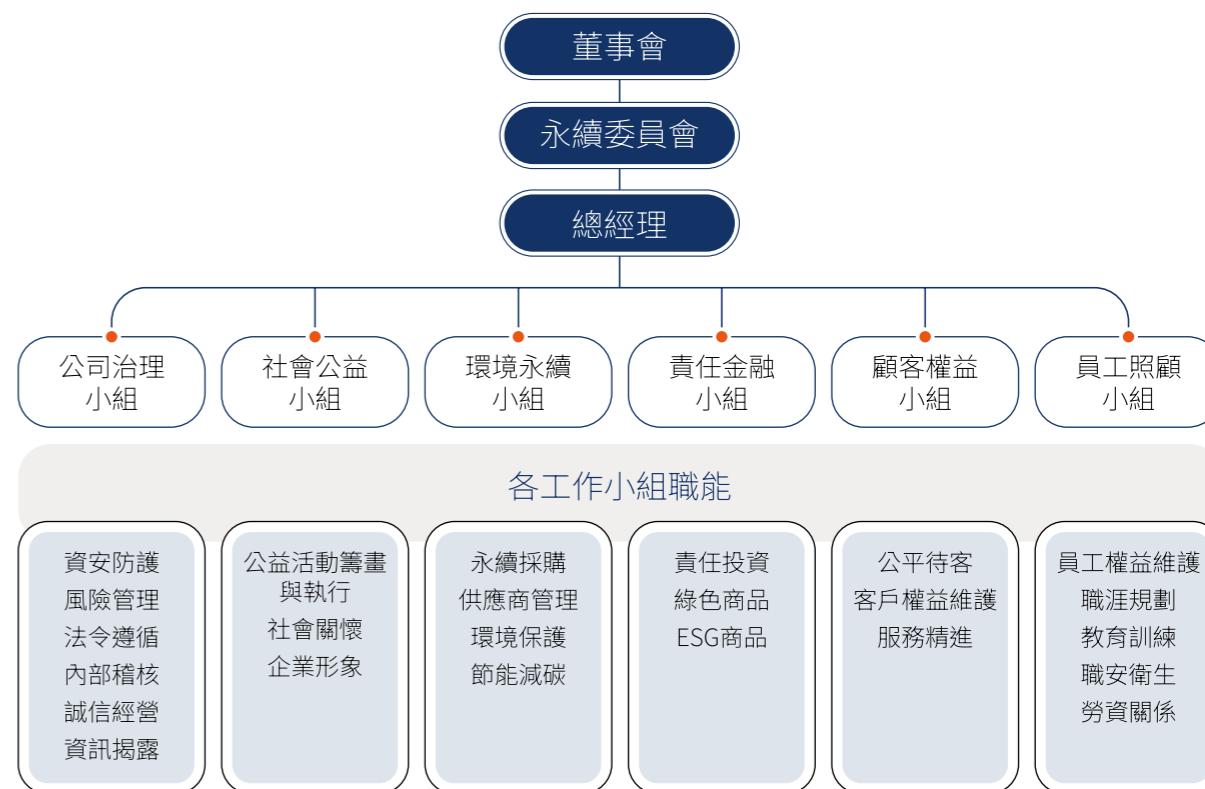 董事會
永續委員會
總經理
公司治理
小組
社會公益
小組
環境永續
小組
責任金融
小組
顧客權益
小組
員工照顧
小組
各工作小組職能
資安防護
風險管理
法令遵循
內部稽核
誠信經營
資訊揭露
公益活動籌畫
與執行
社會關懷
企業形象
永續採購
供應商管理
環境保護
節能減碳
責任投資
綠色商品
ESG商品
公平待客
客戶權益維護
服務精進
員工權益維護
職涯規劃
教育訓練
職安衛生
勞資關係